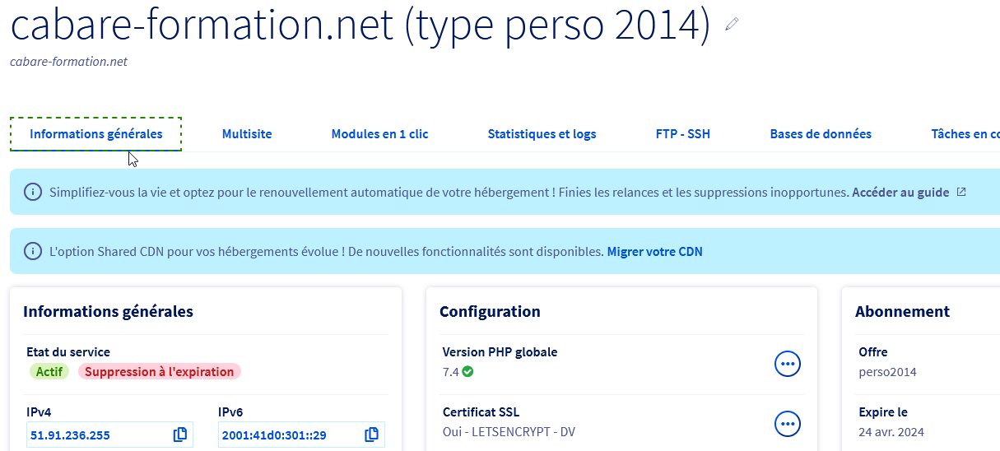 cabare-formation.net (type perso 2014)
cabare-formation.net
Informations générales Multisite Modules en 1 clic Statistiques et logs FTP - SSH Bases de données Tâches en co
Simplifiez-vous la vie et optez pour le renouvellement automatique de votre hébergement ! Finies les relances et les suppressions inopportunes. Accéder au guide
L'option Shared CDN pour vos hébergements évolue ! De nouvelles fonctionnalités sont disponibles. Migrer votre CDN
Informations générales
Etat du service
Actif Suppression à l'expiration
IPv4 IPv6
51.91.236.255 2001:41d0:301::29
Configuration
Version PHP globale
7.4
Certificat SSL
Oui - LETSENCRYPT - DV
Abonnement
Offre
perso2014
Expire le
24 avr. 2024